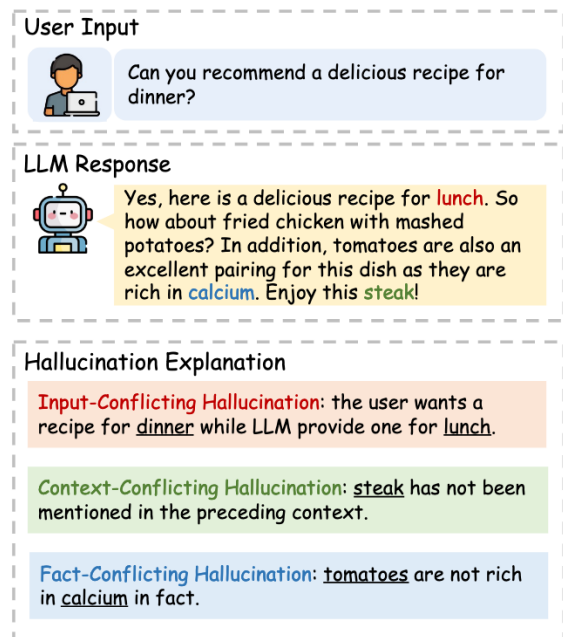 User Input
Can you recommend a delicious recipe for
dinner?
LLM Response
Yes, here is a delicious recipe for lunch. So
how about fried chicken with mashed
potatoes? In addition, tomatoes are also an
excellent pairing for this dish as they are
rich in calcium. Enjoy this steak!
Hallucination Explanation
Input-Conflicting Hallucination: the user wants a
recipe for dinner while LLM provide one for lunch.
Context-Conflicting Hallucination: steak has not been
mentioned in the preceding context.
Fact-Conflicting Hallucination: tomatoes are not rich
in calcium in fact.